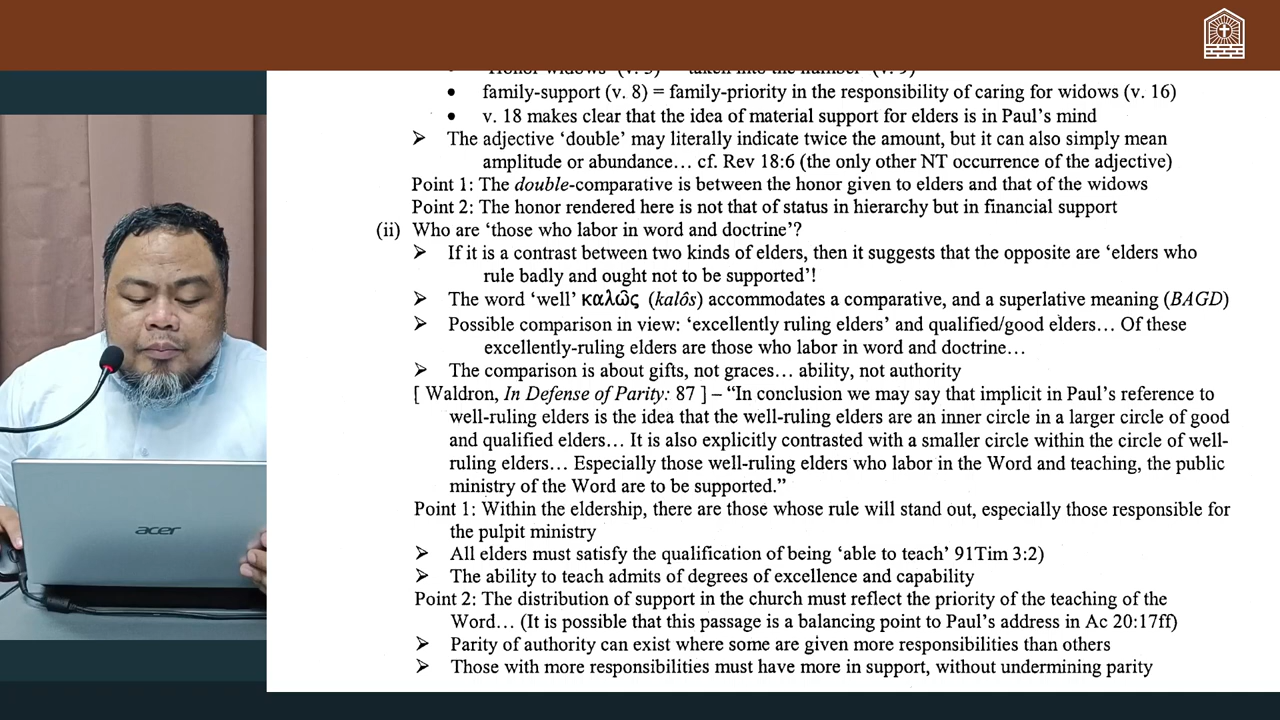 • 'Honor widows' (v. 3) = 'taken into the number' (v. 9)
• family-support (v. 8) = family-priority in the responsibility of caring for widows (v. 16)
• v. 18 makes clear that the idea of material support for elders is in Paul's mind
➢ The adjective 'double' may literally indicate twice the amount, but it can also simply mean
amplitude or abundance… cf. Rev 18:6 (the only other NT occurrence of the adjective)
Point 1: The double-comparative is between the honor given to elders and that of the widows
Point 2: The honor rendered here is not that of status in hierarchy but in financial support
(ii) Who are 'those who labor in word and doctrine'?
➢ If it is a contrast between two kinds of elders, then it suggests that the opposite are 'elders who
rule badly and ought not to be supported'!
➢ The word 'well' καλῶς (kalôs) accommodates a comparative, and a superlative meaning (BAGD)
➢ Possible comparison in view: 'excellently ruling elders' and qualified/good elders… Of these
excellently-ruling elders are those who labor in word and doctrine…
➢ The comparison is about gifts, not graces… ability, not authority
[ Waldron, In Defense of Parity: 87 ] – "In conclusion we may say that implicit in Paul's reference to
well-ruling elders is the idea that the well-ruling elders are an inner circle in a larger circle of good
and qualified elders… It is also explicitly contrasted with a smaller circle within the circle of well-
ruling elders… Especially those well-ruling elders who labor in the Word and teaching, the public
ministry of the Word are to be supported."
Point 1: Within the eldership, there are those whose rule will stand out, especially those responsible for
the pulpit ministry
➢ All elders must satisfy the qualification of being 'able to teach' 91Tim 3:2)
➢ The ability to teach admits of degrees of excellence and capability
Point 2: The distribution of support in the church must reflect the priority of the teaching of the
Word… (It is possible that this passage is a balancing point to Paul's address in Ac 20:17ff)
➢ Parity of authority can exist where some are given more responsibilities than others
➢ Those with more responsibilities must have more in support, without undermining parity
acer